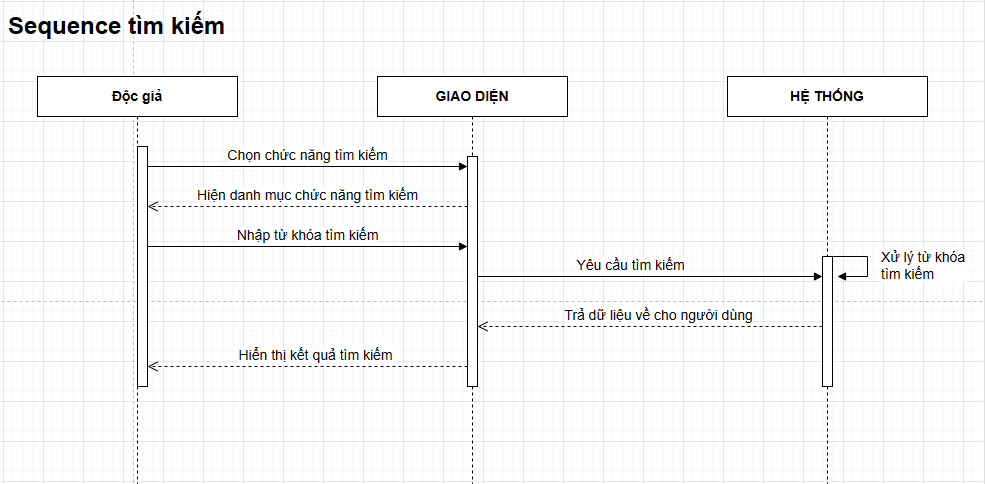 Sequence tìm kiếm
Độc giả
GIAO DIỆN
HỆ THỐNG
Chọn chức năng tìm kiếm
Hiện danh mục chức năng tìm kiếm
Nhập từ khóa tìm kiếm
Yêu cầu tìm kiếm
Xử lý từ khóa
tìm kiếm
Trả dữ liệu về cho người dùng
Hiển thị kết quả tìm kiếm